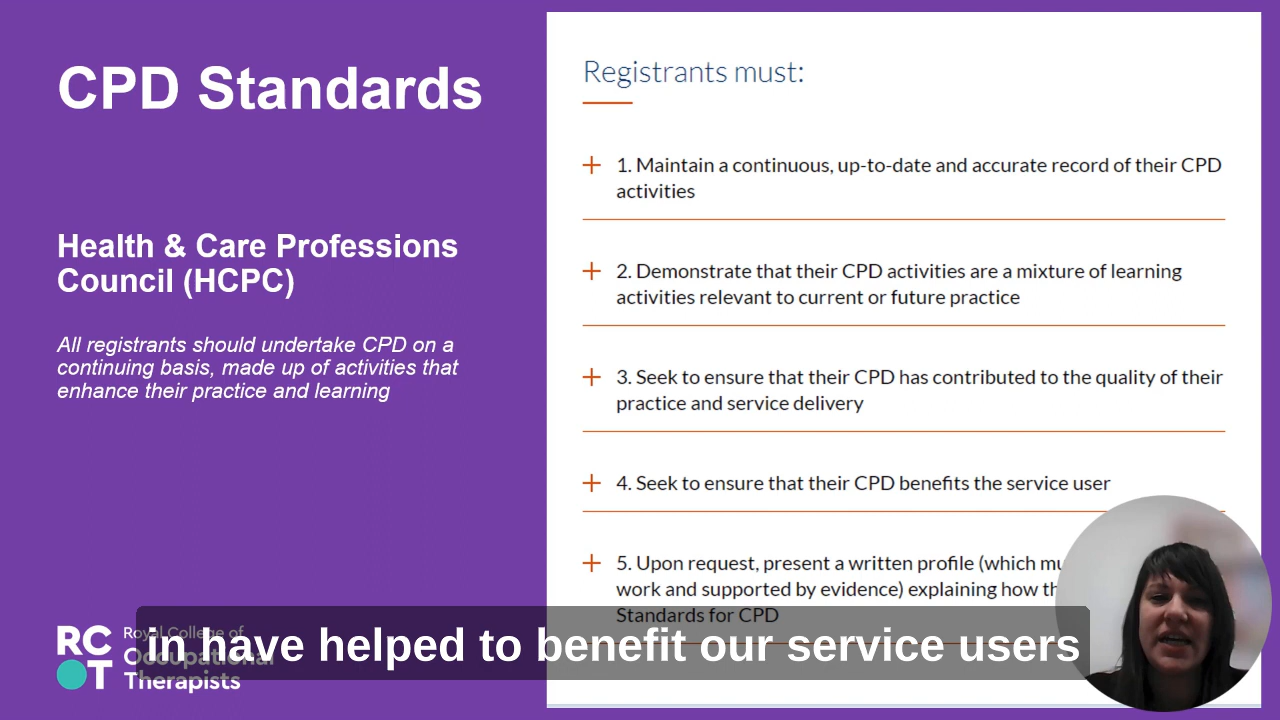 CPD Standards
Health & Care Professions
Council (HCPC)
All registrants should undertake CPD on a
continuing basis, made up of activities that
enhance their practice and learning
Registrants must:
1. Maintain a continuous, up-to-date and accurate record of their CPD
activities
2. Demonstrate that their CPD activities are a mixture of learning
activities relevant to current or future practice
3. Seek to ensure that their CPD has contributed to the quality of their
practice and service delivery
4. Seek to ensure that their CPD benefits the service user
5. Upon request, present a written profile (which
work and supported by evidence) explaining how
Standards for CPD
RC
OT
Royal College of
Occupational
Therapists
in have helped to benefit our service users